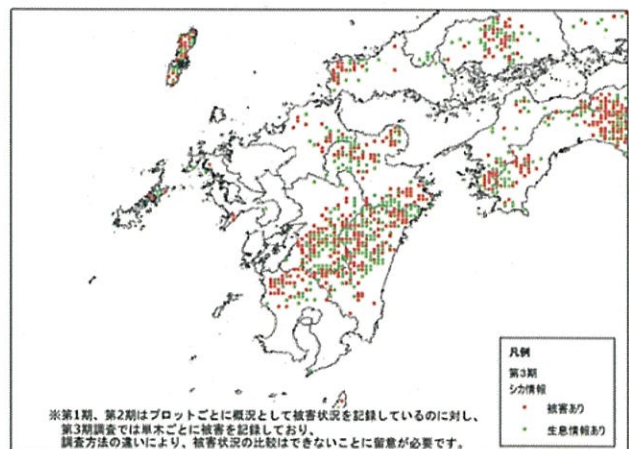 凡例
第3期
シカ情報
被害あり
生息情報あり
※第1期、第2期はプロットごとに概況として被害状況を記録しているのに対し、
第3期調査では単木ごとに被害を記録しており、
調査方法の違いにより、被害状況の比較はできないことに留意が必要です。